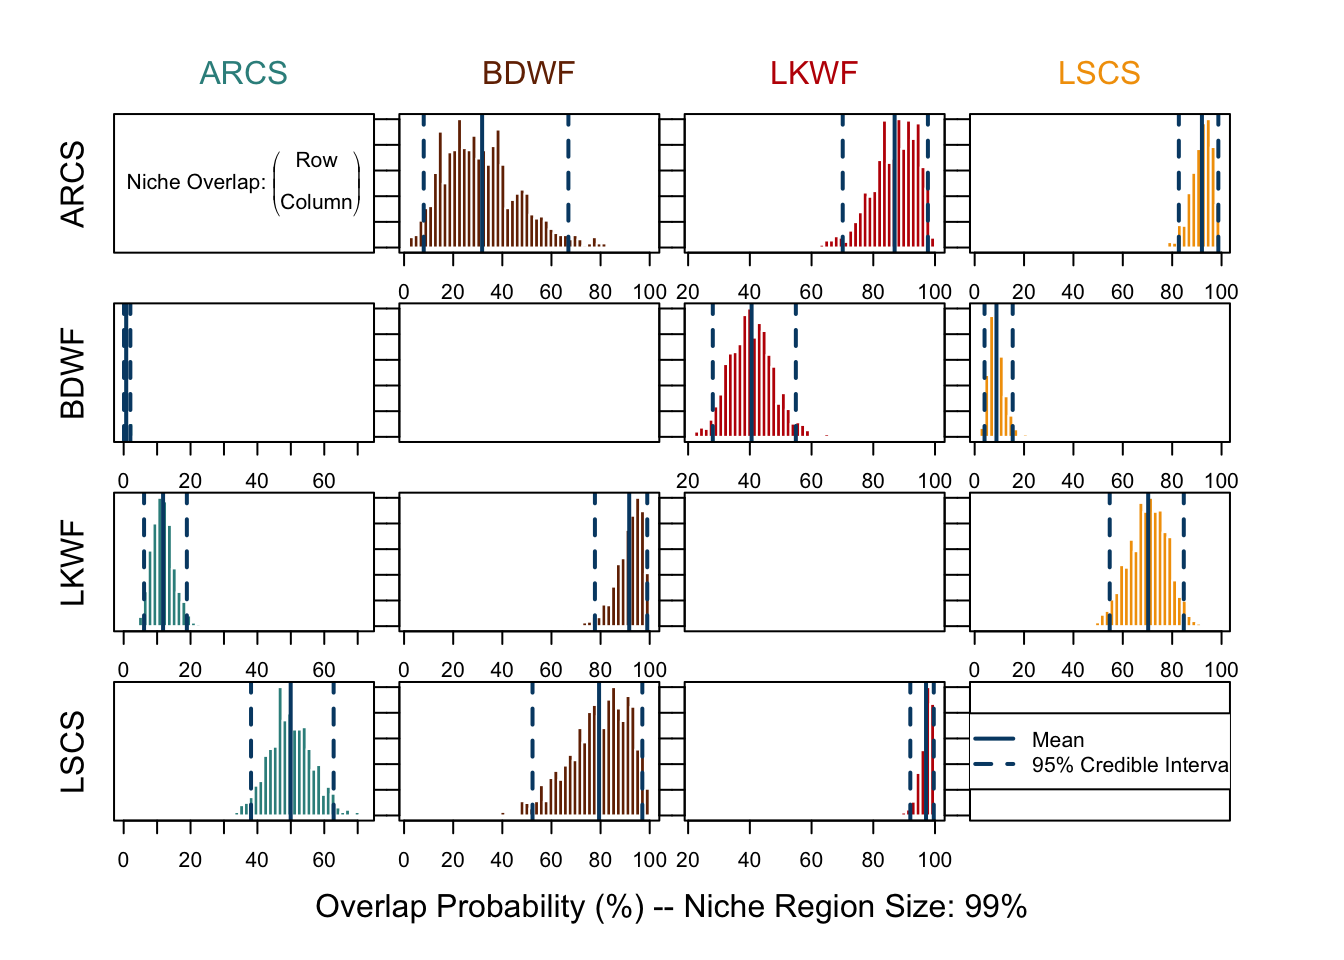 ARCS BDWF LKWF LSCS
ARCS
Niche Overlap: (Row
Column)
0 20 40 60 80 100 20 40 60 80 100 0 20 40 60 80 100
BDWF
0 20 40 60 0 20 40 60 80 100 0 20 40 60 80 100
LKWF
0 20 40 60 0 20 40 60 80 100 0 20 40 60 80 100
LSCS
Mean
95% Credible Interva
0 20 40 60 0 20 40 60 80 100 20 40 60 80 100
Overlap Probability (%) -- Niche Region Size: 99%